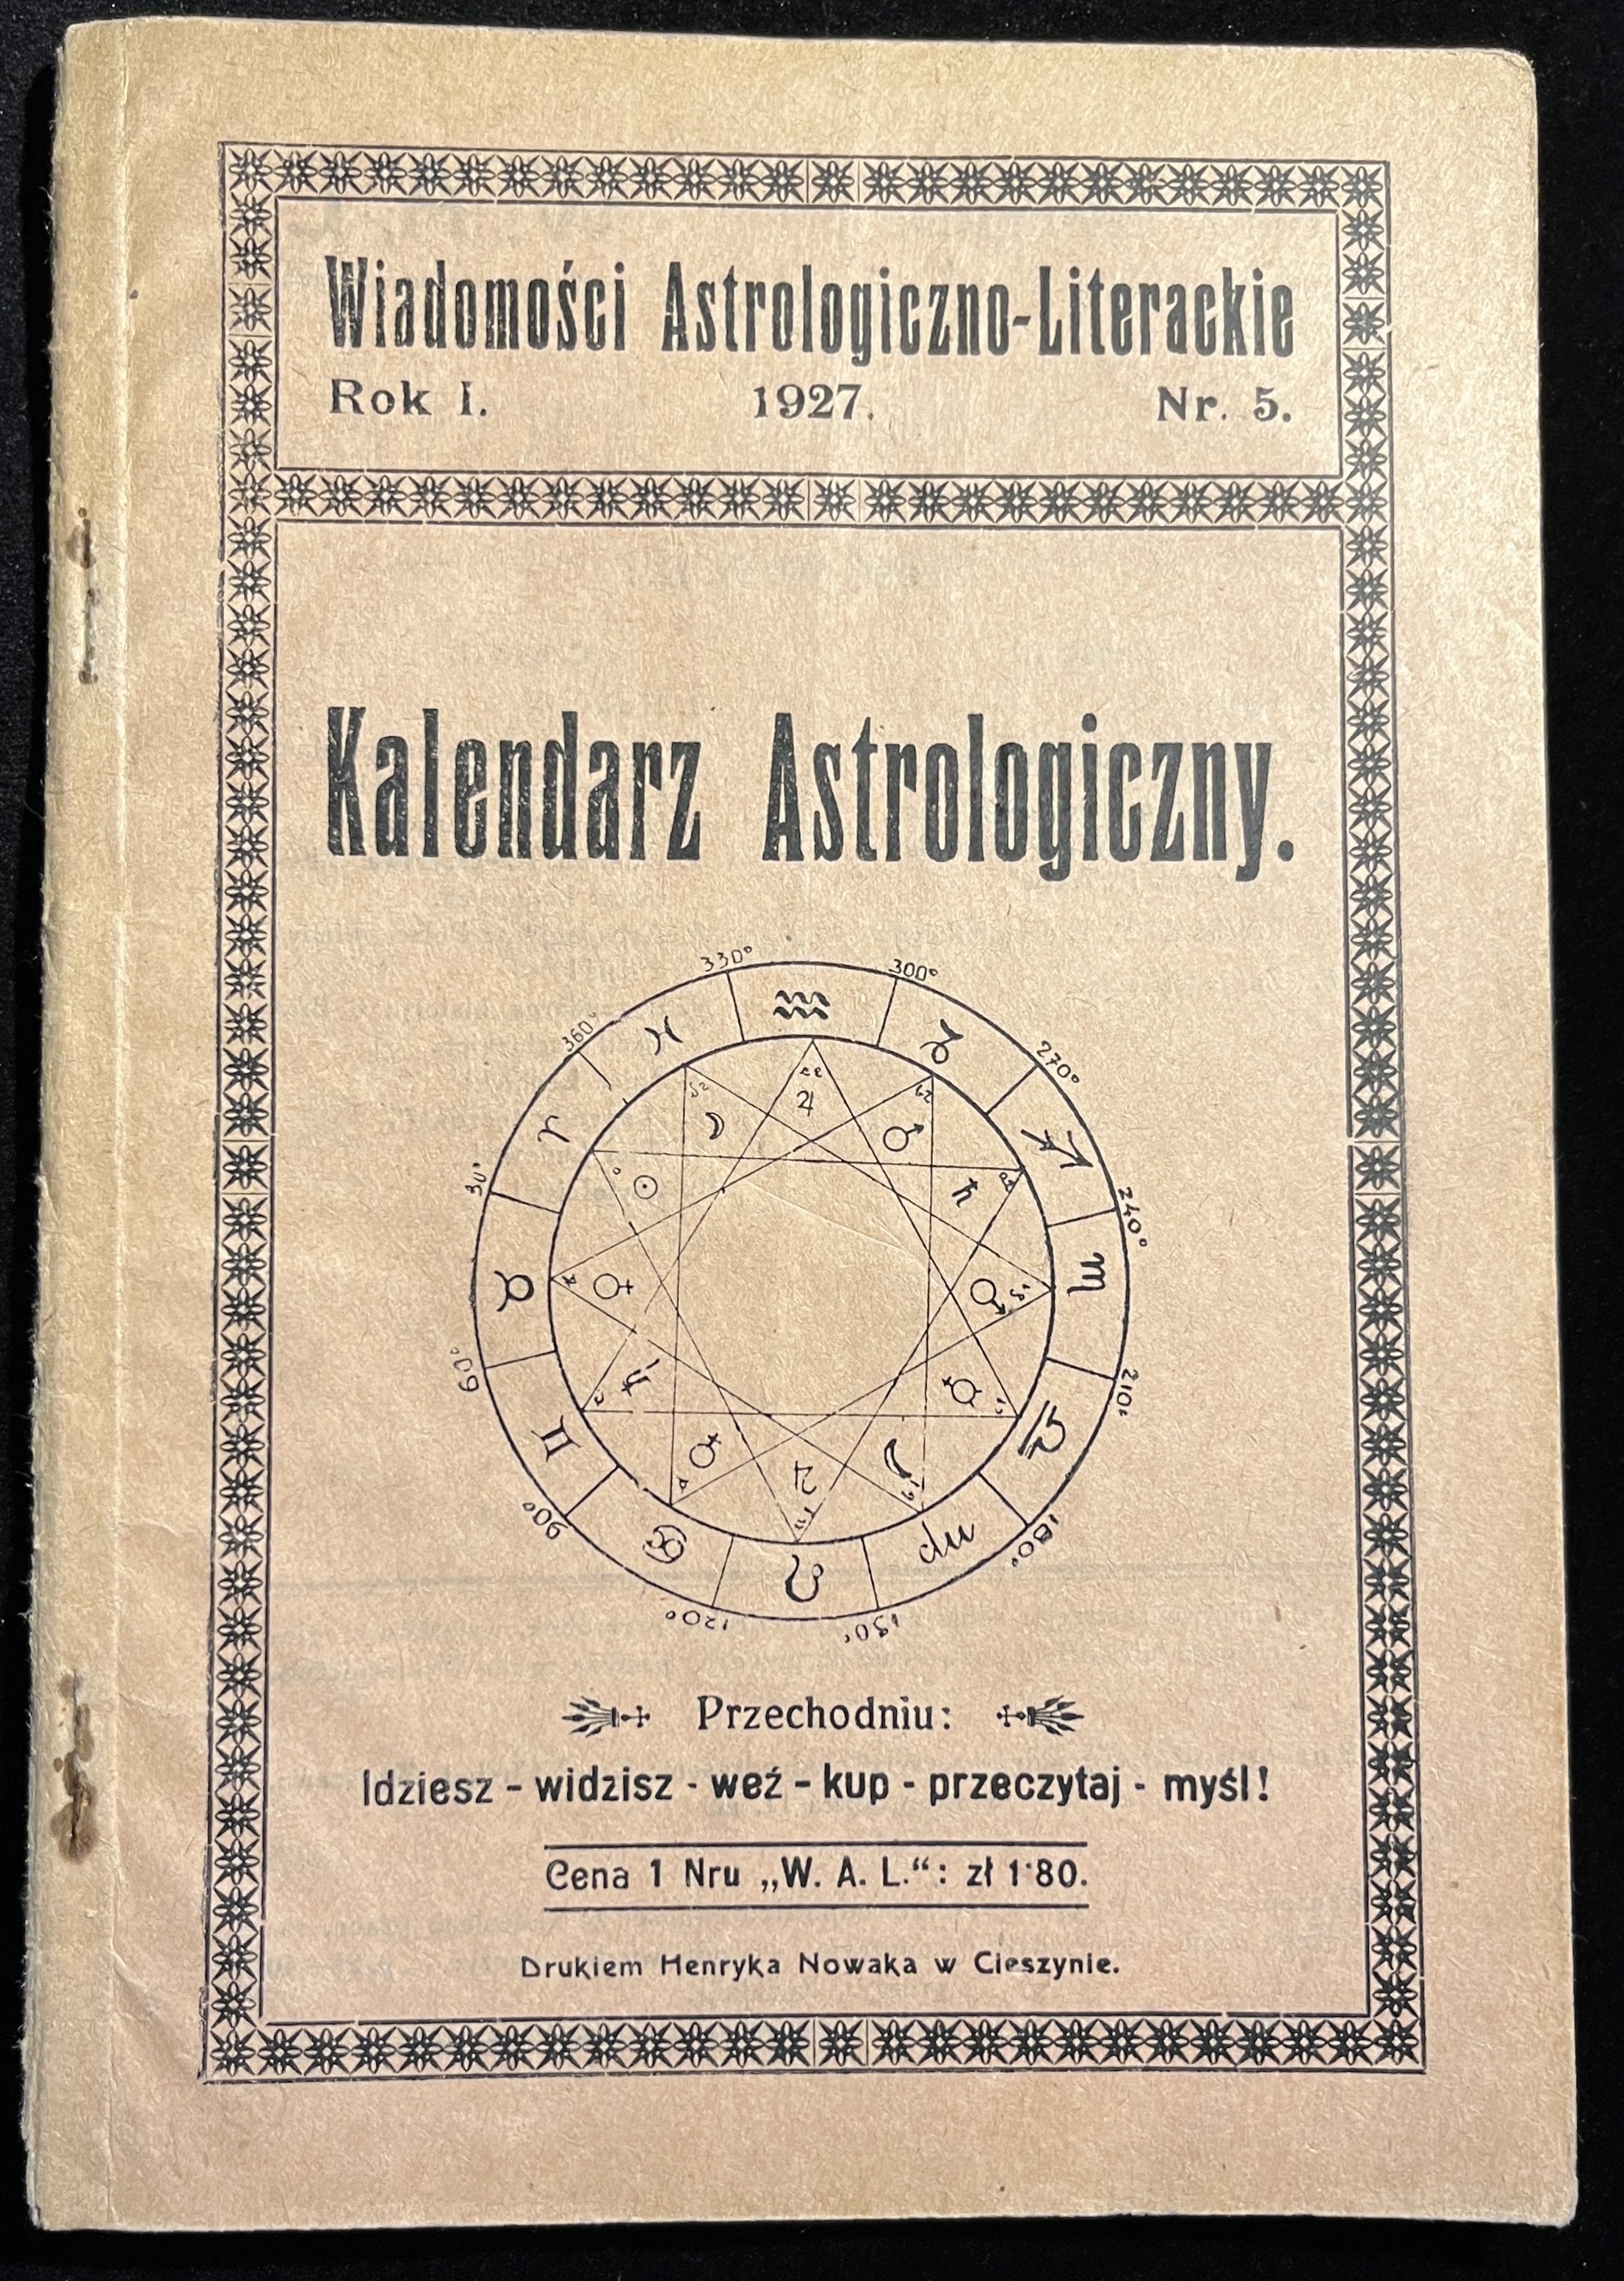 Wiadomości Astrologiczno-Literackie
Rok I. 1927. Nr. 5.
Kalendarz Astrologiczny.
330° 300°
360° 270°
30° 240°
60° 210°
90° 180°
120° 150°
Przechodniu:
Idziesz - widzisz - weź - kup - przeczytaj - myśl!
Cena 1 Nru „W. A. L.“: zł 1·80.
Drukiem Henryka Nowaka w Cieszynie.